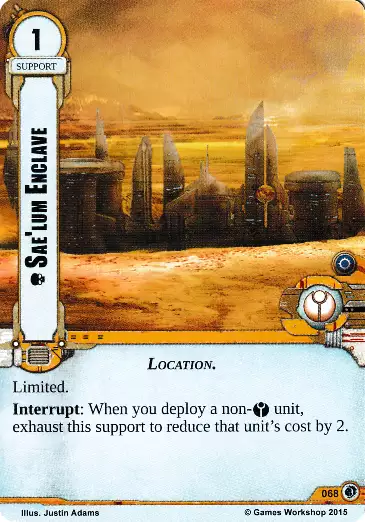 1
SUPPORT
SAE'LUM ENCLAVE
LOCATION.
Limited.
Interrupt: When you deploy a non- unit,
exhaust this support to reduce that unit's cost by 2.
068
Illus. Justin Adams
© Games Workshop 2015